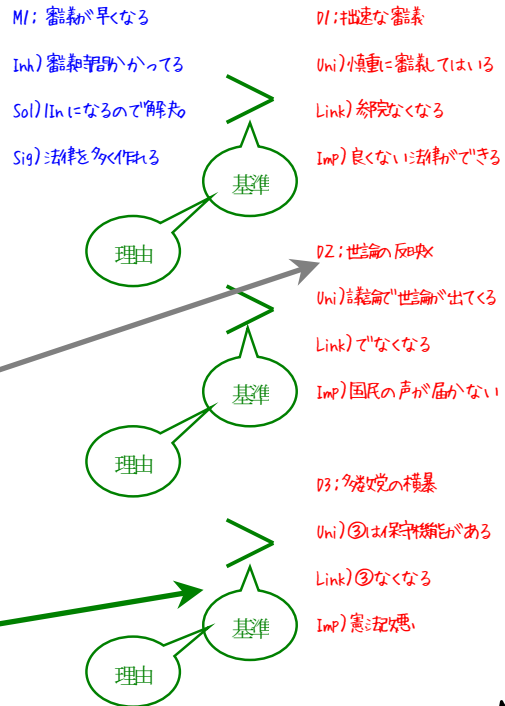 M1；審議が早くなる
Inh)審議時間かかってる
Sol)1Inになるので解決
Sig)法律を多く作れる
D1；拙速な審議
Uni)慎重に審議してはいる
Link)参院なくなる
Imp)良くない法律ができる
＞
基準
理由
D2；世論の反映×
Uni)議論で世論が出てくる
Link)でなくなる
Imp)国民の声が届かない
＞
基準
理由
D3；多数党の横暴
Uni)③は保守機能がある
Link)③なくなる
Imp)憲法改悪
＞
基準
理由